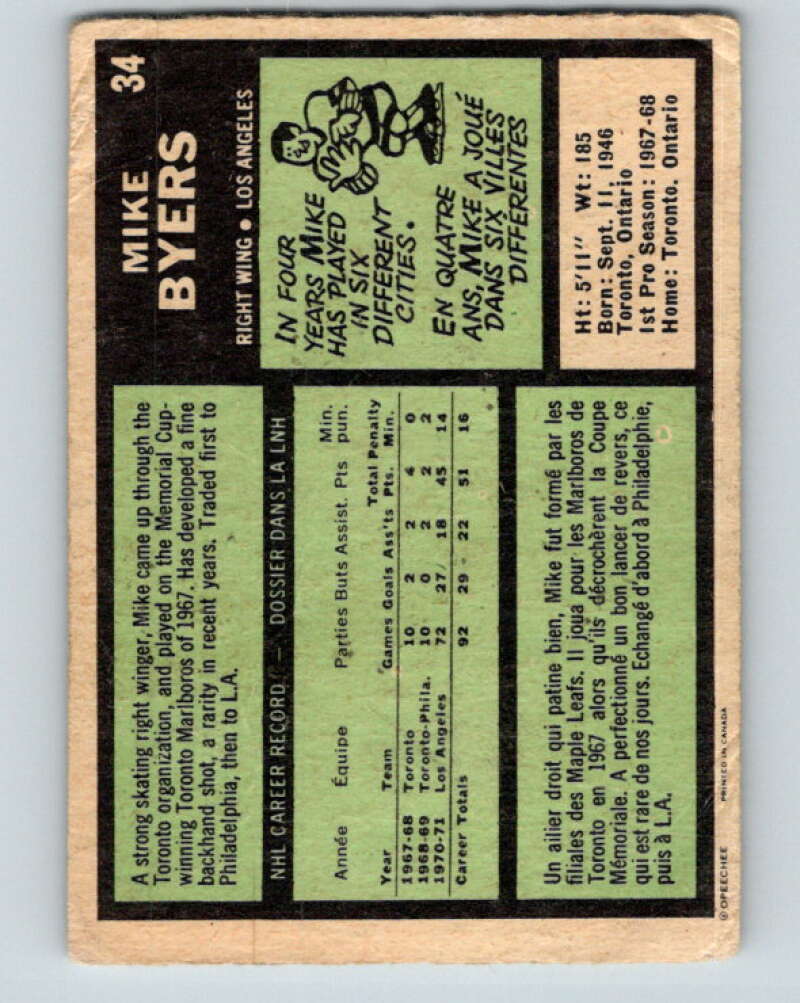 34
MIKE
BYERS
RIGHT WING • LOS ANGELES
IN FOUR
YEARS MIKE
HAS PLAYED
IN SIX
DIFFERENT
CITIES.
EN QUATRE
ANS, MIKE A JOUÉ
DANS SIX VILLES
DIFFÉRENTES
Ht: 5'11" Wt: 185
Born: Sept. 11, 1946
Toronto, Ontario
1st Pro Season: 1967-68
Home: Toronto, Ontario
A strong skating right winger, Mike came up through the
Toronto organization, and played on the Memorial Cup-
winning Toronto Marlboros of 1967. Has developed a fine
backhand shot, a rarity in recent years. Traded first to
Philadelphia, then to L.A.
NHL CAREER RECORD — DOSSIER DANS LA LNH
Min.
Année Équipe Parties Buts Assist. Pts pun.
Total Penalty
Year Team Games Goals Ass'ts Pts. Min.
1967-68 Toronto 10 2 2 4 0
1968-69 Toronto-Phila. 10 0 2 2 2
1970-71 Los Angeles 72 27 18 45 14
Career Totals 92 29 22 51 16
Un ailier droit qui patine bien, Mike fut formé par les
filiales des Maple Leafs. Il joua pour les Marlboros de
Toronto en 1967 alors qu'ils décrochèrent la Coupe
Mémoriale. A perfectionné un bon lancer de revers, ce
qui est rare de nos jours. Echangé d'abord à Philadelphie,
puis à L.A.
© OPEECHEE PRINTED IN CANADA